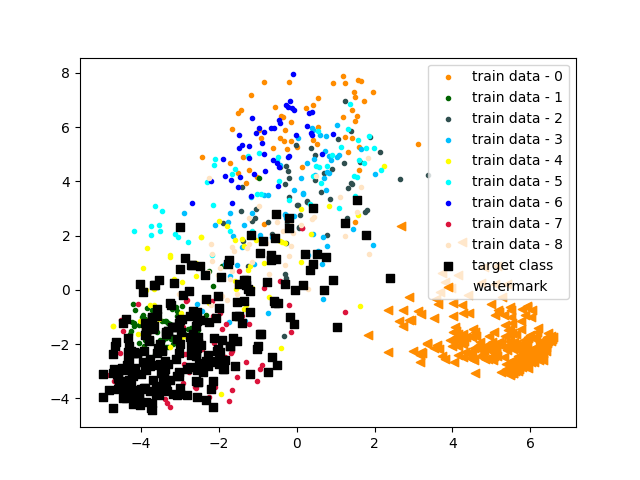 8
6
4
2
0
−2
−4
−4
−2
0
2
4
6
train data - 0
train data - 1
train data - 2
train data - 3
train data - 4
train data - 5
train data - 6
train data - 7
train data - 8
target class
watermark